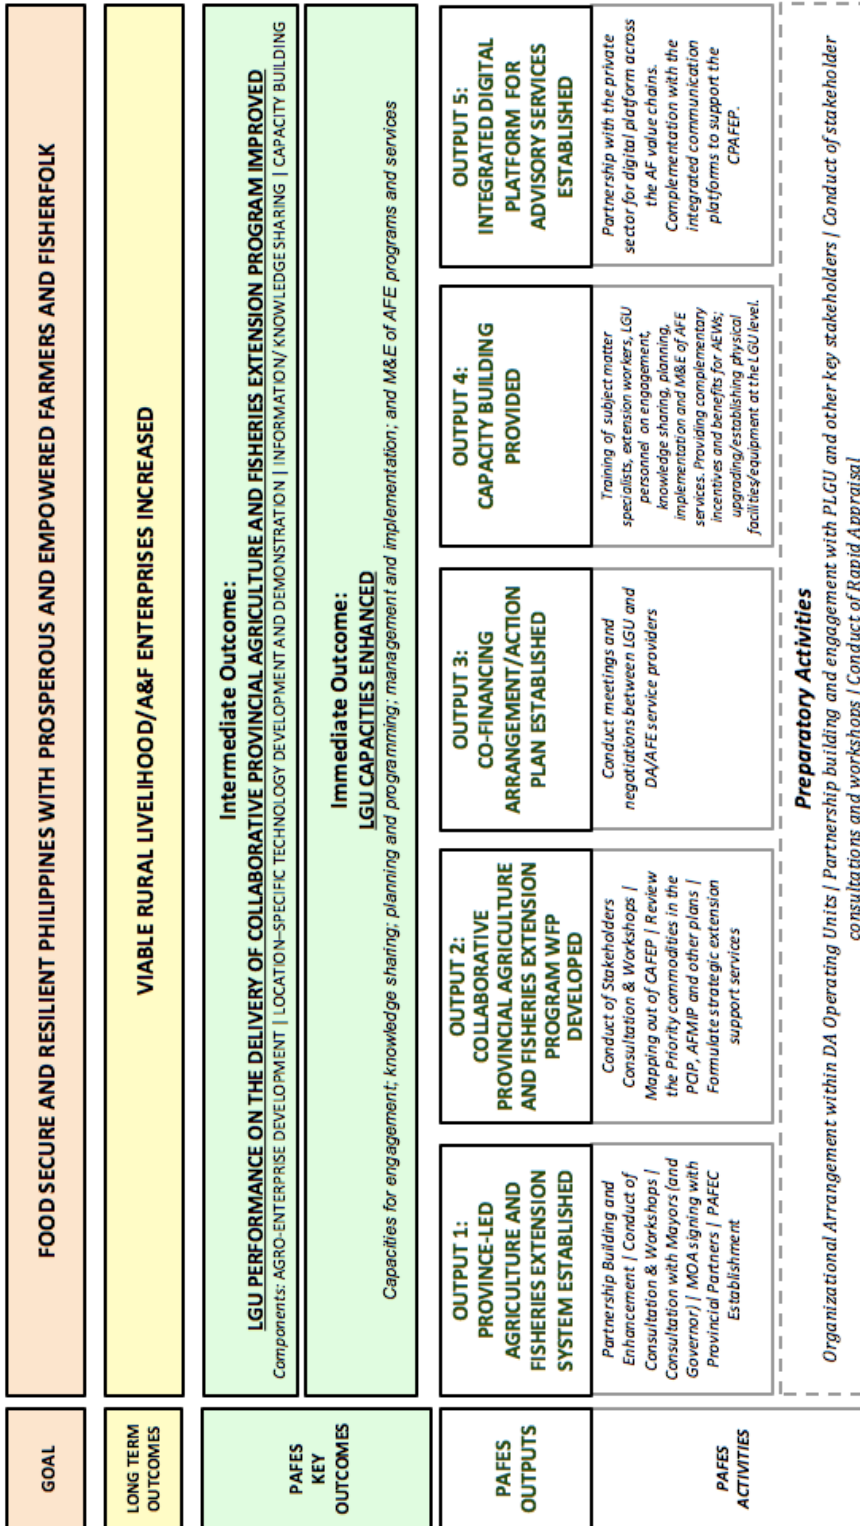 GOAL
FOOD SECURE AND RESILIENT PHILIPPINES WITH PROSPEROUS AND EMPOWERED FARMERS AND FISHERFOLK
LONG TERM
OUTCOMES
VIABLE RURAL LIVELIHOOD/A&F ENTERPRISES INCREASED
PAFES
KEY
OUTCOMES
Intermediate Outcome:
LGU PERFORMANCE ON THE DELIVERY OF COLLABORATIVE PROVINCIAL AGRICULTURE AND FISHERIES EXTENSION PROGRAM IMPROVED
Components: AGRO-ENTERPRISE DEVELOPMENT | LOCATION-SPECIFIC TECHNOLOGY DEVELOPMENT AND DEMONSTRATION | INFORMATION/ KNOWLEDGE SHARING | CAPACITY BUILDING
Immediate Outcome:
LGU CAPACITIES ENHANCED
Capacities for engagement; knowledge sharing; planning and programming; management and implementation; and M&E of AFE programs and services
PAFES
OUTPUTS
OUTPUT 1:
PROVINCE-LED
AGRICULTURE AND
FISHERIES EXTENSION
SYSTEM ESTABLISHED
OUTPUT 2:
COLLABORATIVE
PROVINCIAL AGRICULTURE
AND FISHERIES EXTENSION
PROGRAM WFP
DEVELOPED
OUTPUT 3:
CO-FINANCING
ARRANGEMENT/ACTION
PLAN ESTABLISHED
OUTPUT 4:
CAPACITY BUILDING
PROVIDED
OUTPUT 5:
INTEGRATED DIGITAL
PLATFORM FOR
ADVISORY SERVICES
ESTABLISHED
PAFES
ACTIVITIES
Partnership Building and
Enhancement | Conduct of
Consultation & Workshops |
Consultation with Mayors (and
Governor) | MOA signing with
Provincial Partners | PAFEC
Establishment
Conduct of Stakeholders
Consultation & Workshops |
Mapping out of CAFEP | Review
the Priority commodities in the
PCIP, AFMIP and other plans |
Formulate strategic extension
support services
Conduct meetings and
negotiations between LGU and
DA/AFE service providers
Training of subject matter
specialists, extension workers, LGU
personnel on engagement,
knowledge sharing, planning,
implementation and M&E of AFE
services. Providing complementary
incentives and benefits for AEWs;
upgrading/establishing physical
facilities/equipment at the LGU level.
Partnership with the private
sector for digital platform across
the AF value chains.
Complementation with the
integrated communication
platforms to support the
CPAFEP.
Preparatory Activities
Organizational Arrangement within DA Operating Units | Partnership building and engagement with PLGU and other key stakeholders | Conduct of stakeholder
consultations and workshops | Conduct of Rapid Appraisal